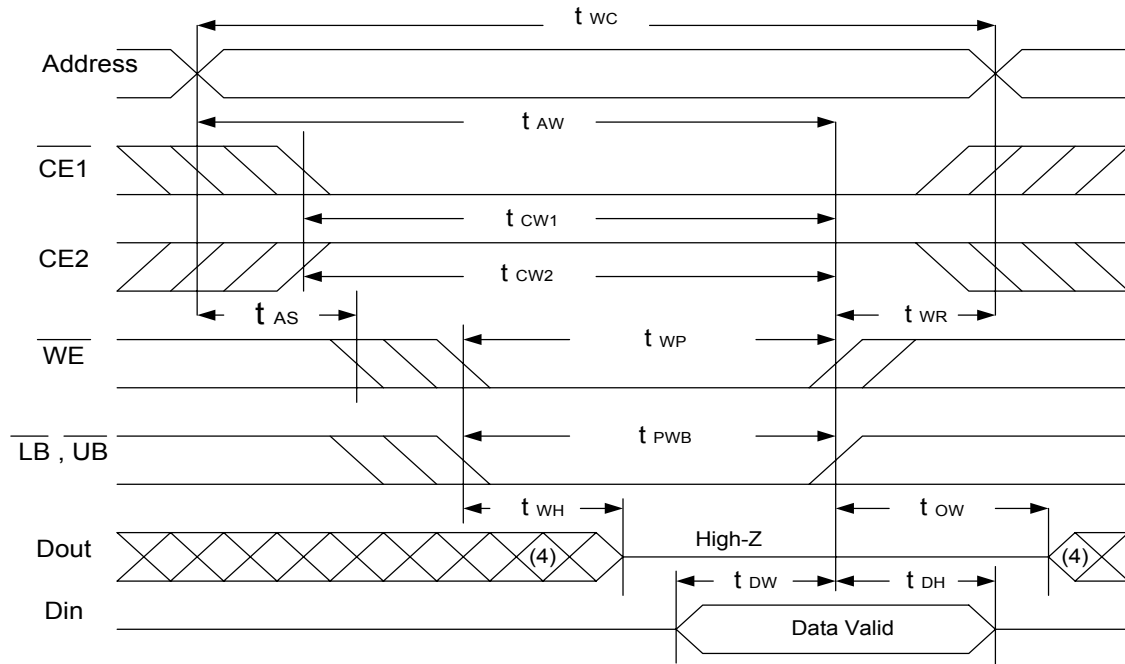 t WC
Address
t AW
CE1
t CW1
CE2
t CW2
t AS
t WR
WE
t WP
LB , UB
t PWB
t WH
t OW
Dout
(4)
High-Z
(4)
t DW
t DH
Din
Data Valid